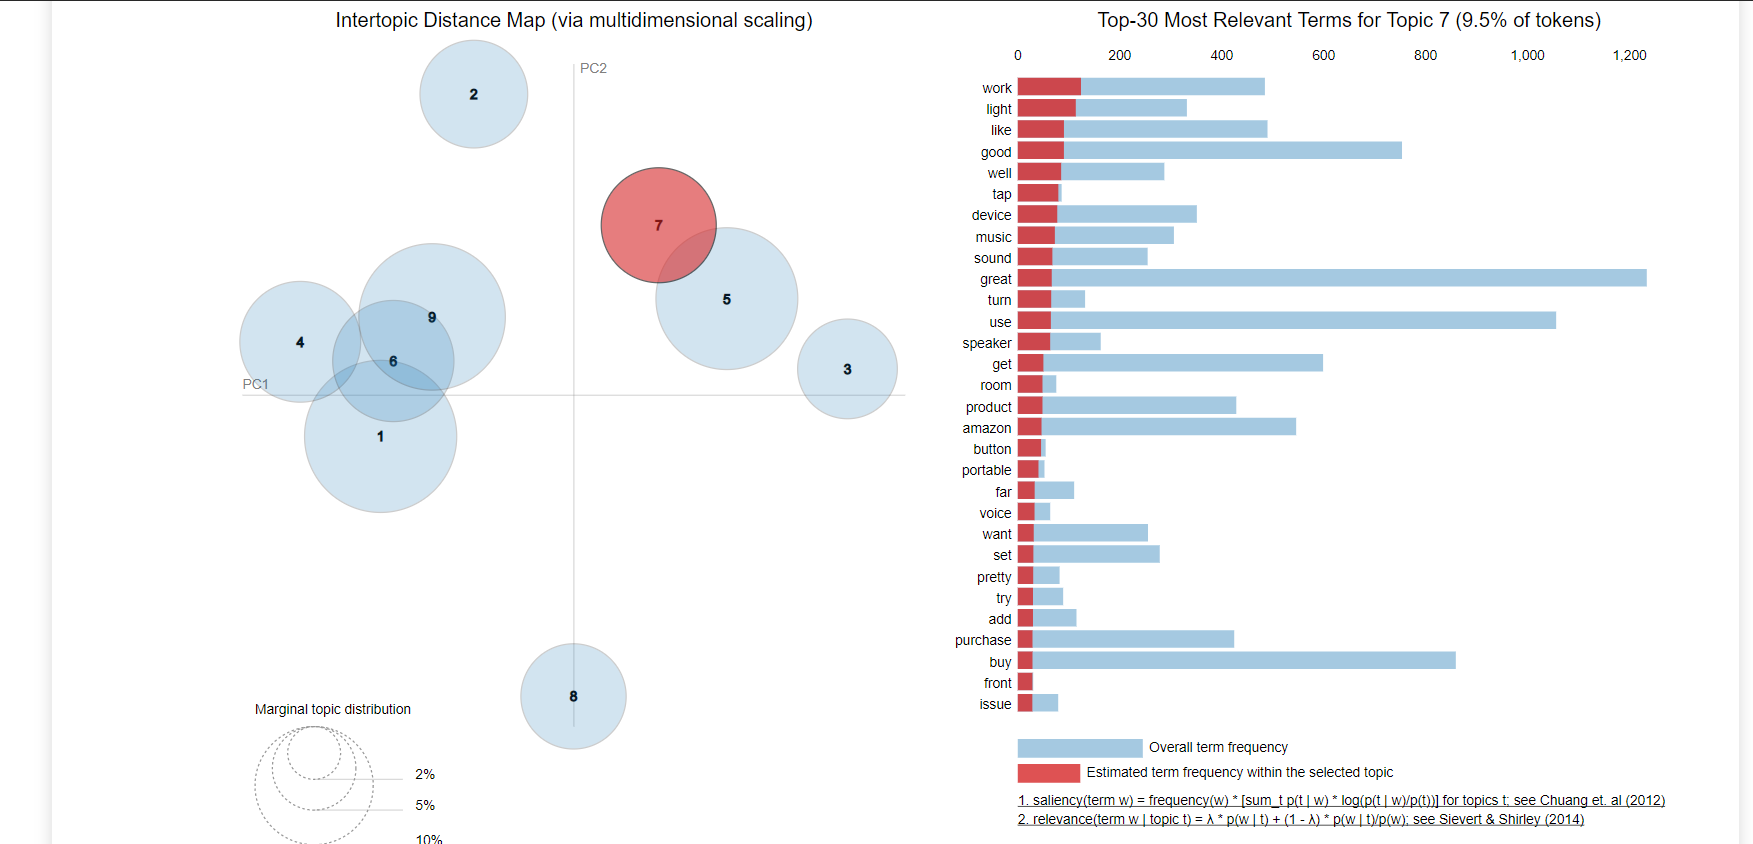 Intertopic Distance Map (via multidimensional scaling)
PC2
2
7
5
9
4
6
3
PC1
1
8
Marginal topic distribution
2%
5%
10%
Top-30 Most Relevant Terms for Topic 7 (9.5% of tokens)
0 200 400 600 800 1,000 1,200
work
light
like
good
well
tap
device
music
sound
great
turn
use
speaker
get
room
product
amazon
button
portable
far
voice
want
set
pretty
try
add
purchase
buy
front
issue
Overall term frequency
Estimated term frequency within the selected topic
1. saliency(term w) = frequency(w) * [sum_t p(t | w) * log(p(t | w)/p(t))] for topics t; see Chuang et. al (2012)
2. relevance(term w | topic t) = λ * p(w | t) + (1 - λ) * p(w | t)/p(w); see Sievert & Shirley (2014)